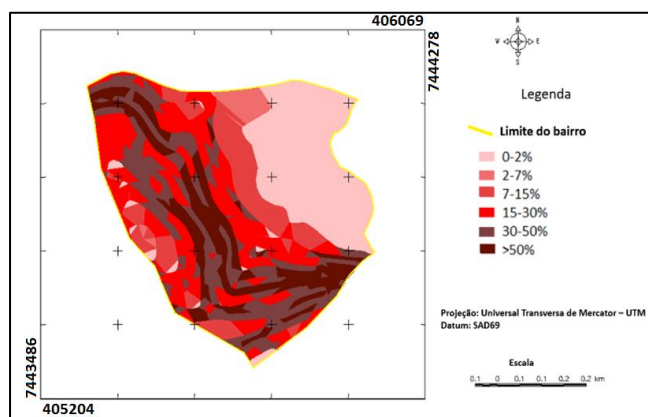 406069
7444278
N
W E
S
Legenda
Limite do bairro
0-2%
2-7%
7-15%
15-30%
30-50%
>50%
Projeção: Universal Transversa de Mercator – UTM
Datum: SAD69
Escala
0.1 0 0.1 0.1 0.2 0.2 km
7443486
405204